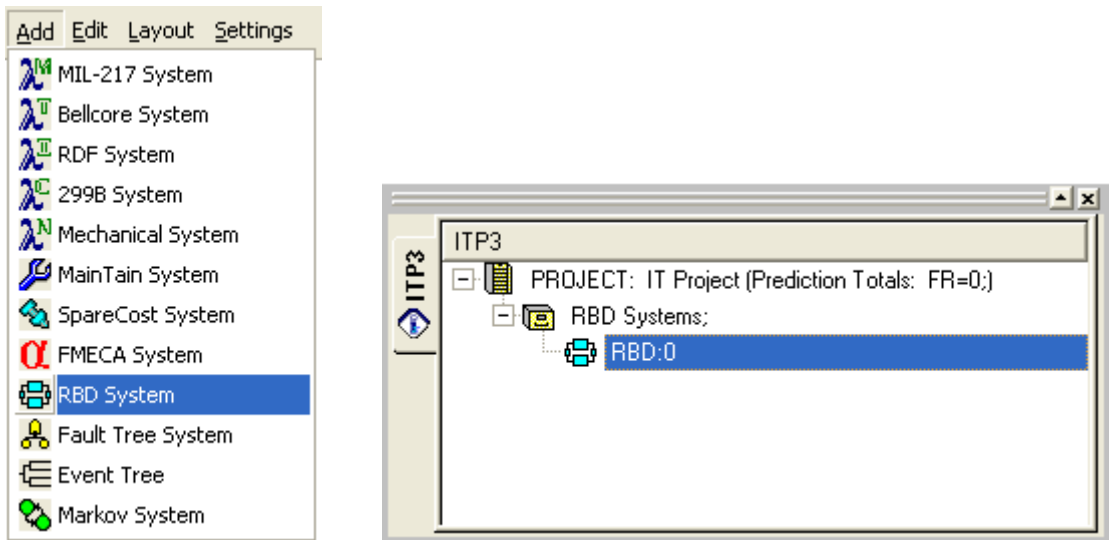 Add Edit Layout Settings
MIL-217 System
Bellcore System
RDF System
299B System
Mechanical System
MainTain System
SpareCost System
FMECA System
RBD System
Fault Tree System
Event Tree
Markov System
ITP3
ITP3
PROJECT: IT Project (Prediction Totals: FR=0;)
RBD Systems;
RBD:0